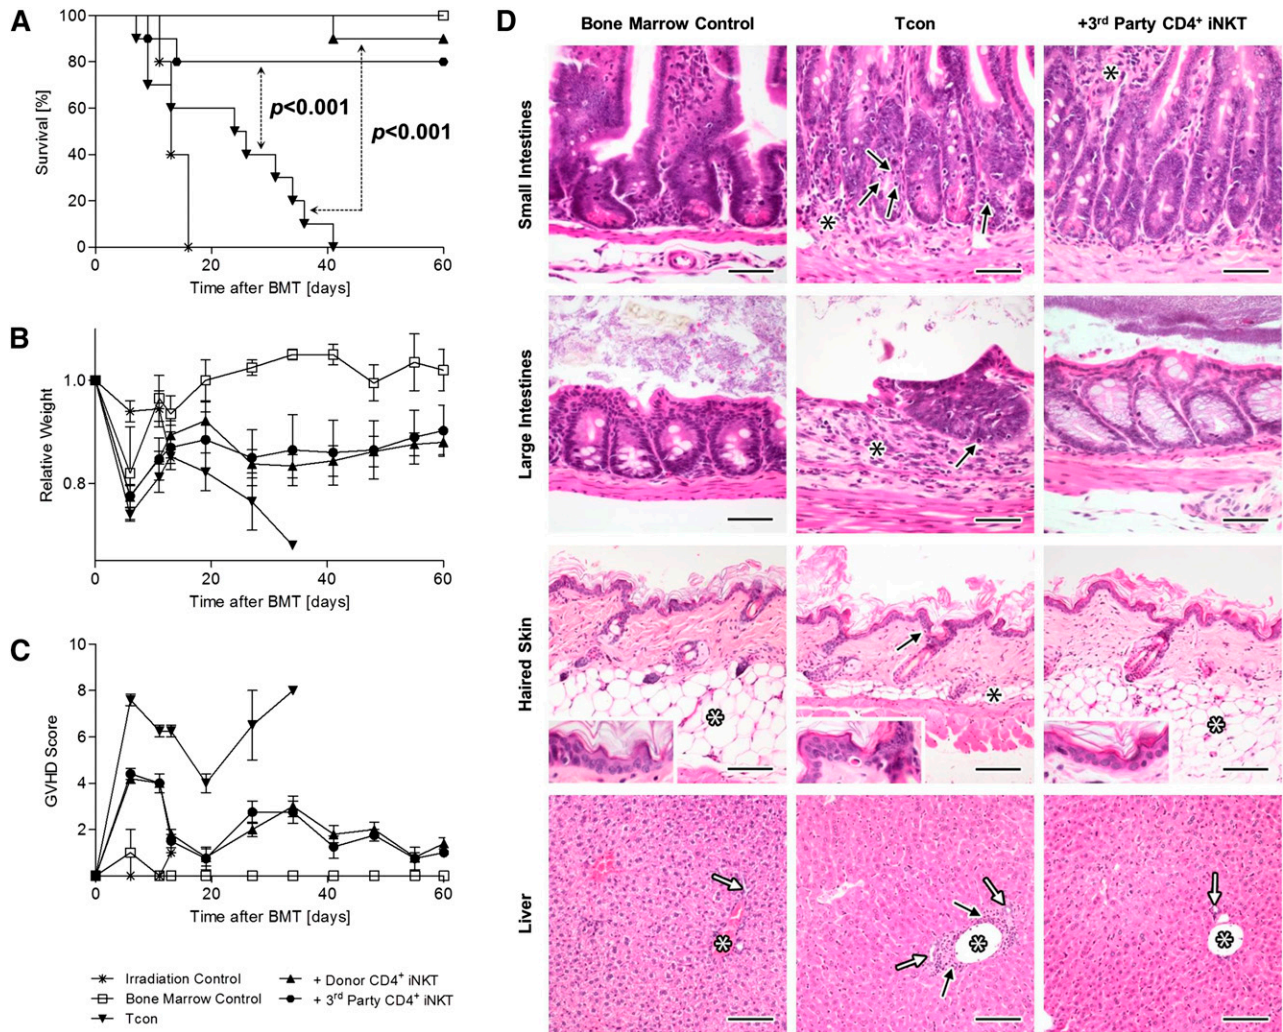 A
Survival [%]
100
80
60
40
20
0
p<0.001
p<0.001
0 20 40 60
Time after BMT [days]
B
Relative Weight
1.0
0.8
0 20 40 60
Time after BMT [days]
C
GVHD Score
10
8
6
4
2
0
0 20 40 60
Time after BMT [days]
Irradiation Control
Bone Marrow Control
Tcon
+ Donor CD4⁺ iNKT
+ 3rd Party CD4⁺ iNKT
D
Bone Marrow Control Tcon +3rd Party CD4⁺ iNKT
Small Intestines
*
*
Large Intestines
*
Haired Skin
*
*
*
Liver
*
*
*